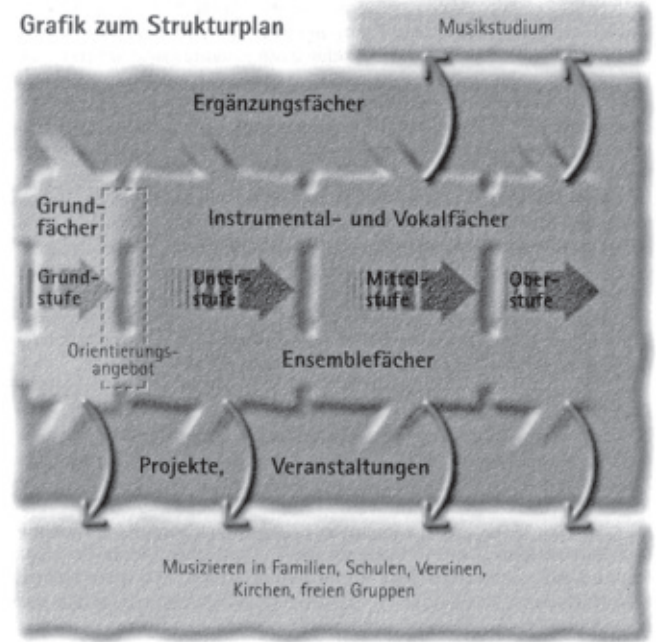 Grafik zum Strukturplan
Musikstudium
Ergänzungsfächer
Grund-
fächer
Instrumental- und Vokalfächer
Grund-
stufe
Unter-
stufe
Mittel-
stufe
Ober-
stufe
Orientierungs-
angebot
Ensemblefächer
Projekte, Veranstaltungen
Musizieren in Familien, Schulen, Vereinen,
Kirchen, freien Gruppen